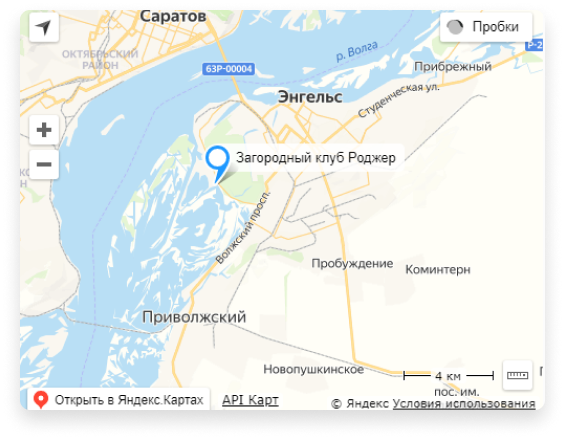 Саратов
Пробки
ОКТЯБРЬСКИЙ
РАЙОН
р. Волга
Р-2
63Р-00004
Прибрежный
Энгельс
Студенческая ул.
Загородный клуб Роджер
Волжский просп.
Пробуждение
Коминтерн
Приволжский
Новопушкинское
4 км
пос. им.
Открыть в Яндекс.Картах
API Карт
© Яндекс Условия использования